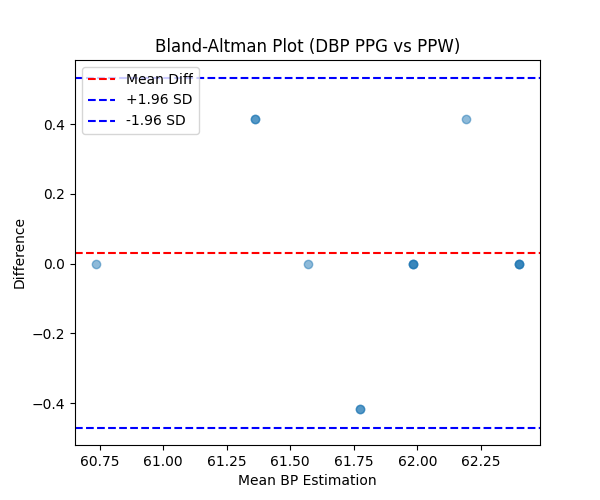 Bland-Altman Plot (DBP PPG vs PPW)
Mean Diff
+1.96 SD
-1.96 SD
0.4
0.2
0.0
−0.2
−0.4
Difference
60.75 61.00 61.25 61.50 61.75 62.00 62.25
Mean BP Estimation